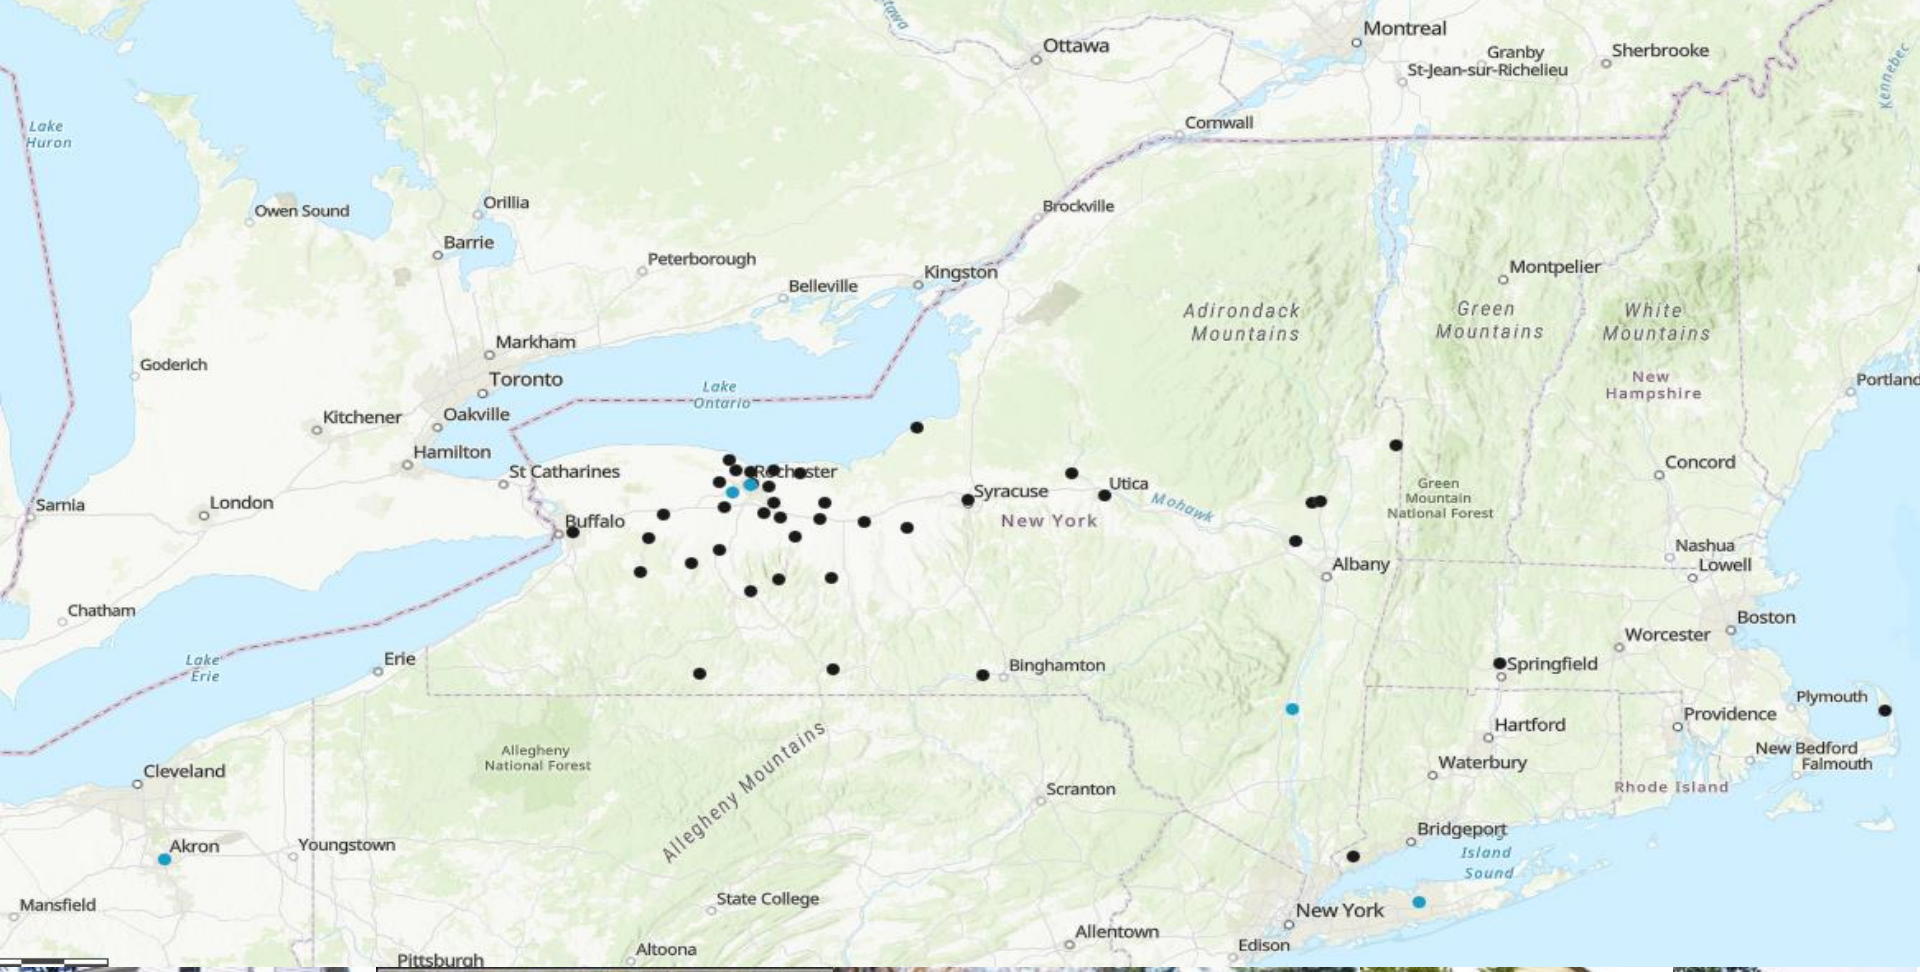 Ottawa
Montreal
Granby
Sherbrooke
St-Jean-sur-Richelieu
Kennebec
Lake
Huron
Cornwall
Owen Sound
Orillia
Brockville
Barrie
Peterborough
Kingston
Montpelier
Belleville
Adirondack
Mountains
Green
Mountains
White
Mountains
Markham
Goderich
Toronto
Lake
Ontario
New
Hampshire
Portland
Kitchener
Oakville
Hamilton
St Catharines
Rochester
Concord
Sarnia
London
Syracuse
Utica
Mohawk
Green
Mountain
National Forest
Buffalo
New York
Nashua
Albany
Lowell
Chatham
Boston
Worcester
Erie
Lake
Erie
Binghamton
Springfield
Plymouth
Providence
Hartford
New Bedford
Falmouth
Allegheny
National Forest
Allegheny Mountains
Cleveland
Waterbury
Rhode Island
Scranton
Bridgeport
Akron
Youngstown
Island
Sound
State College
Mansfield
New York
Allentown
Edison
Altoona
Pittsburgh